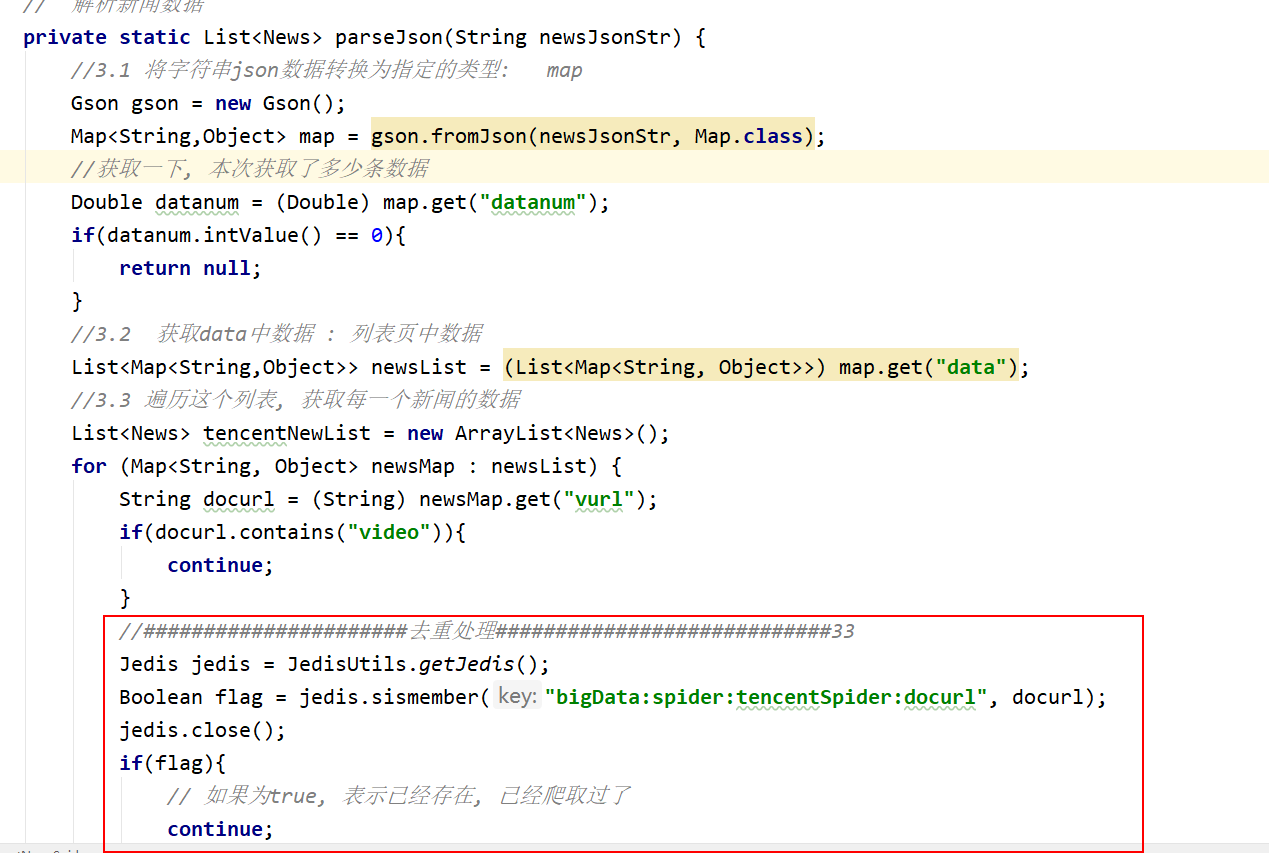 // 解析新闻数据
private static List<News> parseJson(String newsJsonStr) {
//3.1 将字符串json数据转换为指定的类型: map
Gson gson = new Gson();
Map<String,Object> map = gson.fromJson(newsJsonStr, Map.class);
//获取一下, 本次获取了多少条数据
Double datanum = (Double) map.get("datanum");
if(datanum.intValue() == 0){
return null;
}
//3.2 获取data中数据 : 列表页中数据
List<Map<String,Object>> newsList = (List<Map<String, Object>>) map.get("data");
//3.3 遍历这个列表, 获取每一个新闻的数据
List<News> tencentNewList = new ArrayList<News>();
for (Map<String, Object> newsMap : newsList) {
String docurl = (String) newsMap.get("vurl");
if(docurl.contains("video")){
continue;
}
//######################去重处理############################33
Jedis jedis = JedisUtils.getJedis();
Boolean flag = jedis.sismember( key: "bigData:spider:tencentSpider:docurl", docurl);
jedis.close();
if(flag){
// 如果为true, 表示已经存在, 已经爬取过了
continue;